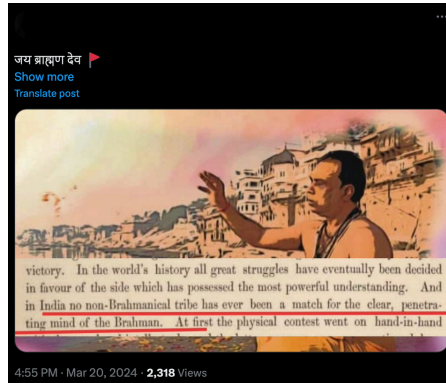 जय ब्राह्मण देव 🚩
Show more
Translate post
victory. In the world's history all great struggles have eventually been decided
in favour of the side which has possessed the most powerful understanding. And
in India no non-Brahmanical tribe has ever been a match for the clear, penetra-
ting mind of the Brahman. At first the physical contest went on hand-in-hand
4:55 PM · Mar 20, 2024 · 2,318 Views